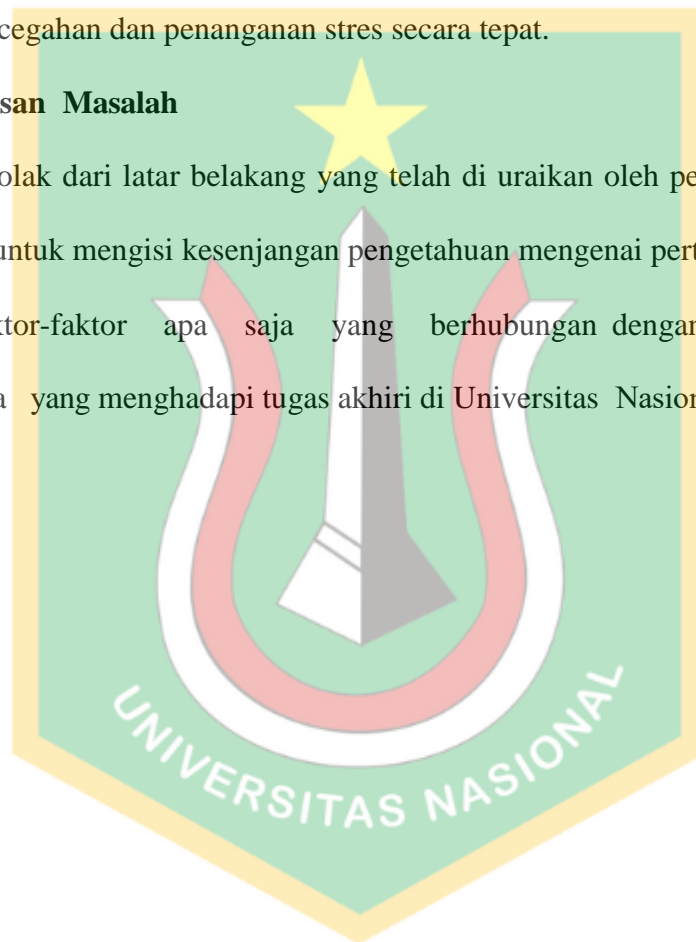 cegahan dan penanganan stres secara tepat.
san Masalah
olak dari latar belakang yang telah di uraikan oleh pe
untuk mengisi kesenjangan pengetahuan mengenai pert
ktor-faktor apa saja yang berhubungan dengan
a yang menghadapi tugas akhiri di Universitas Nasion
UNIVERSITAS NASIONAL